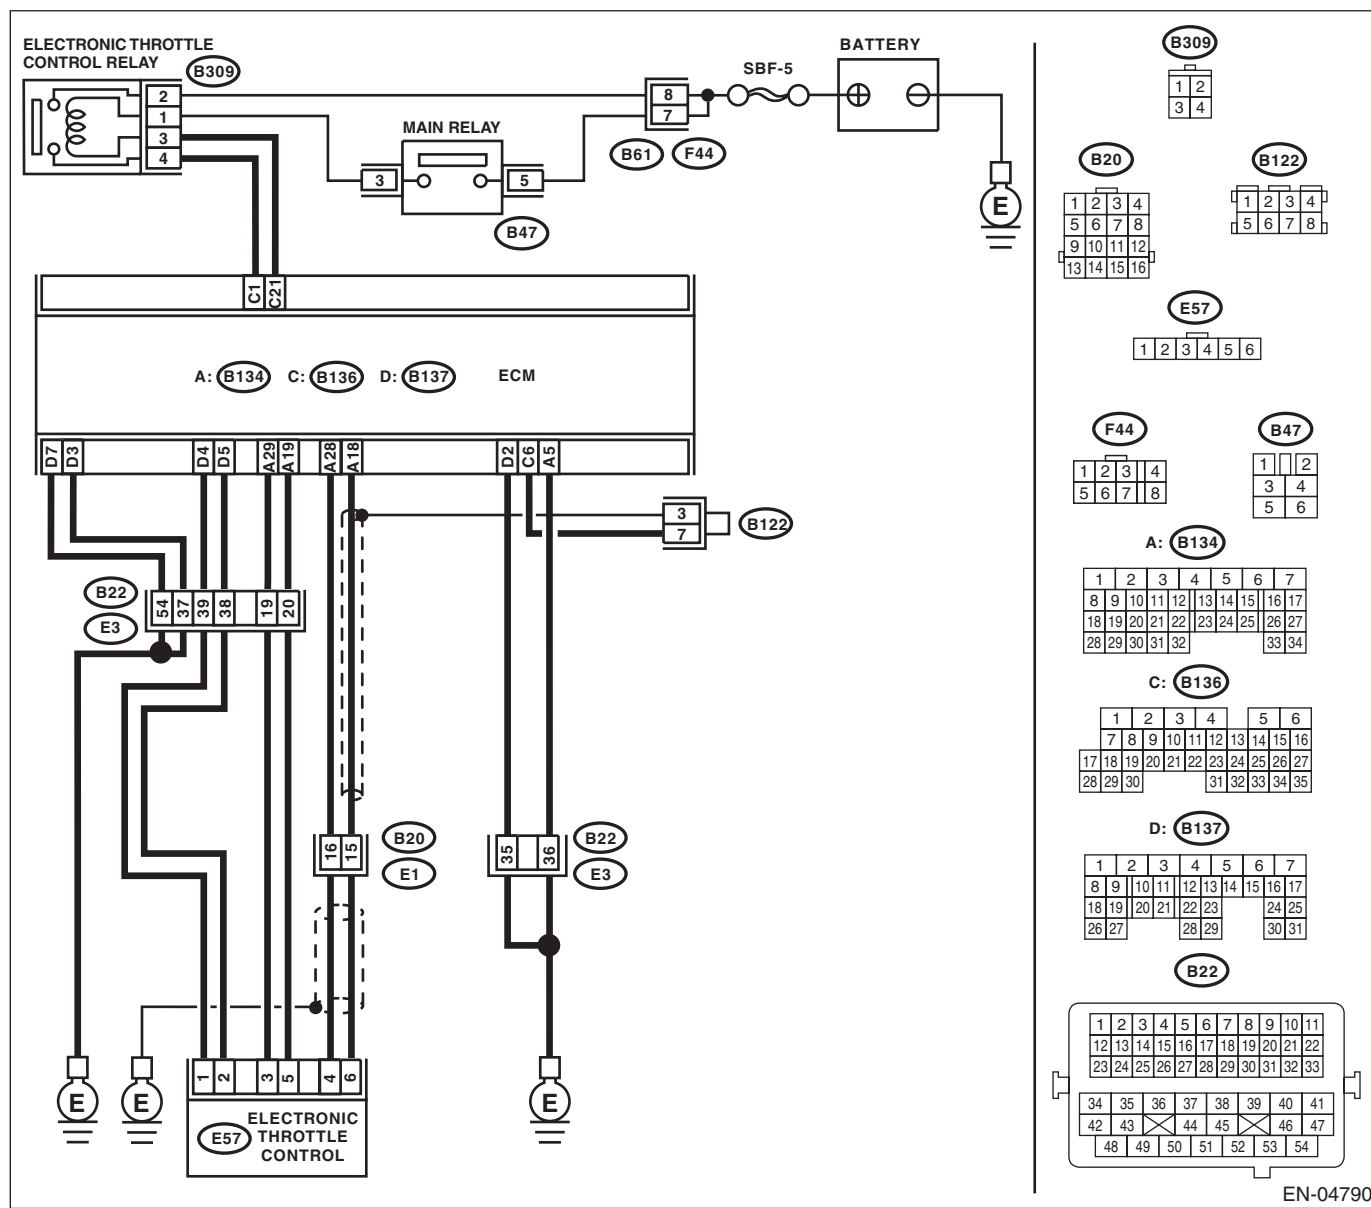 ELECTRONIC THROTTLE
CONTROL RELAY
B309
2
1
3
4
MAIN RELAY
3
5
B47
8
7
B61 F44
SBF-5
BATTERY
E
C1 C21
A: B134 C: B136 D: B137 ECM
D7 D3 D4 D5 A29 A19 A28 A18 D2 C6 A5
3
7
B122
B22
E3
54 37 39 38 19 20
16 15
B20
E1
35 36
B22
E3
E E E
1 2 3 5 4 6
E57
ELECTRONIC
THROTTLE
CONTROL
B309
1 2
3 4
B20
1 2 3 4
5 6 7 8
9 10 11 12
13 14 15 16
B122
1 2 3 4
5 6 7 8
E57
1 2 3 4 5 6
F44
1 2 3 4
5 6 7 8
B47
1 2
3 4
5 6
A: B134
1 2 3 4 5 6 7
8 9 10 11 12 13 14 15 16 17
18 19 20 21 22 23 24 25 26 27
28 29 30 31 32 33 34
C: B136
1 2 3 4 5 6
7 8 9 10 11 12 13 14 15 16
17 18 19 20 21 22 23 24 25 26 27
28 29 30 31 32 33 34 35
D: B137
1 2 3 4 5 6 7
8 9 10 11 12 13 14 15 16 17
18 19 20 21 22 23 24 25
26 27 28 29 30 31
B22
1 2 3 4 5 6 7 8 9 10 11
12 13 14 15 16 17 18 19 20 21 22
23 24 25 26 27 28 29 30 31 32 33
34 35 36 37 38 39 40 41
42 43 44 45 46 47
48 49 50 51 52 53 54
EN-04790